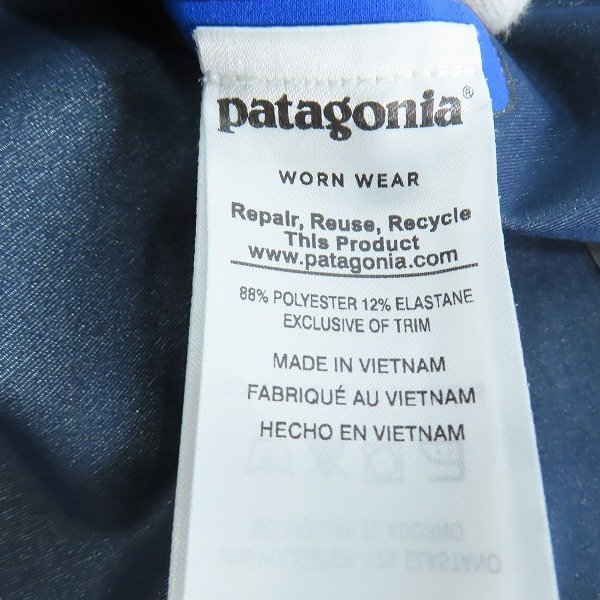 patagonia®
WORN WEAR
Repair, Reuse, Recycle
This Product
www.patagonia.com
88% POLYESTER 12% ELASTANE
EXCLUSIVE OF TRIM
MADE IN VIETNAM
FABRIQUÉ AU VIETNAM
HECHO EN VIETNAM